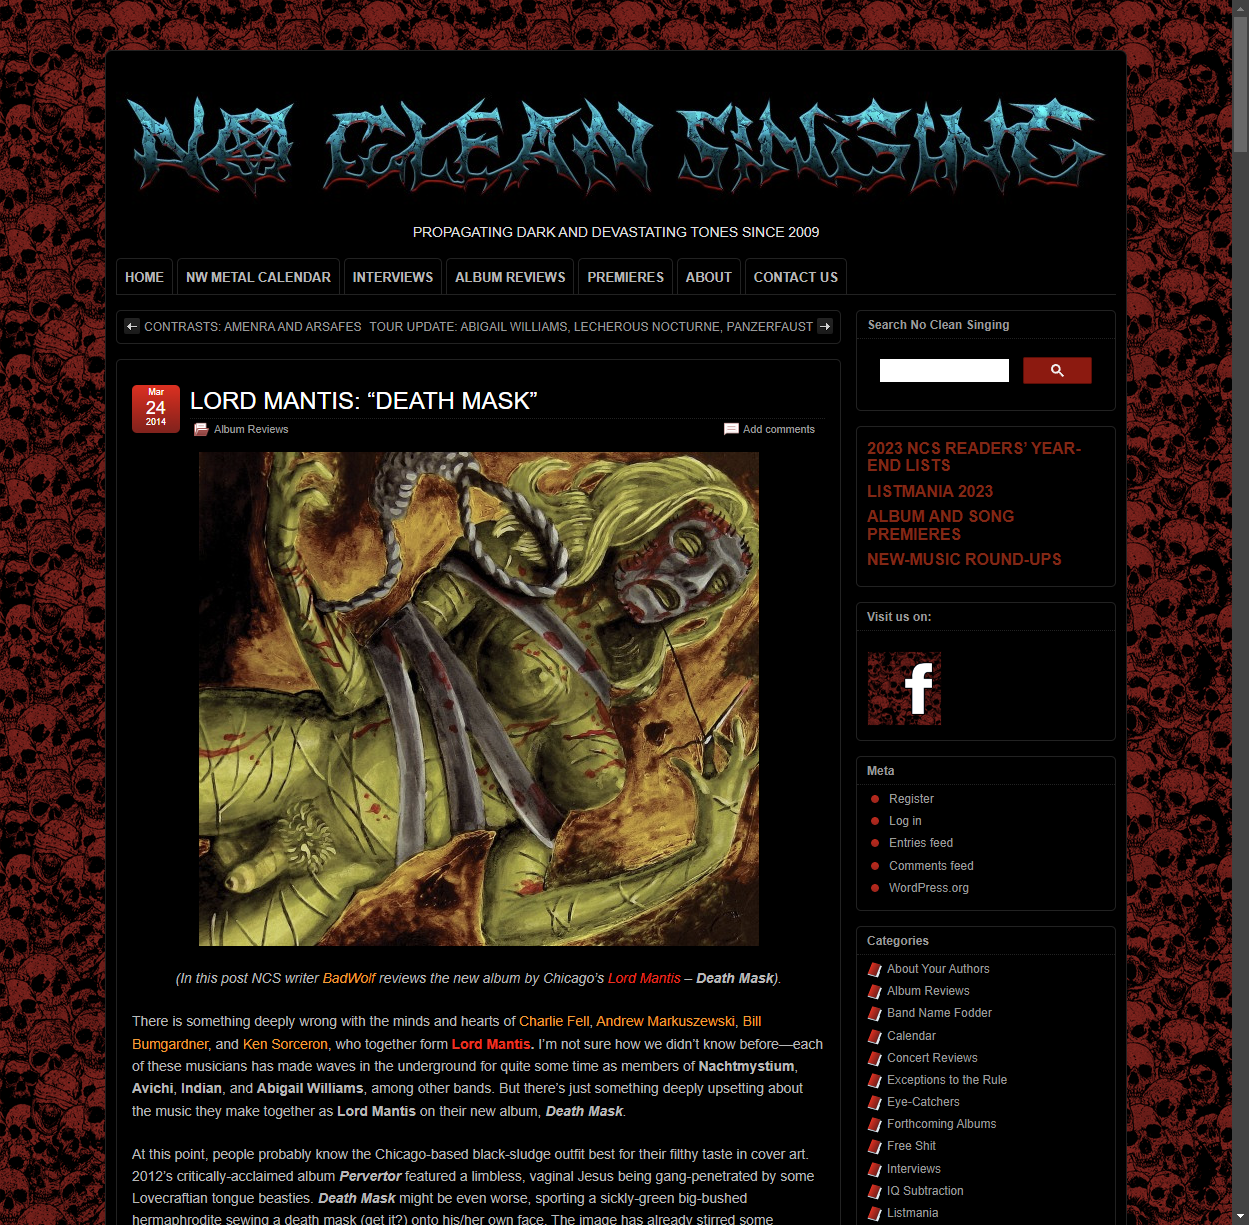 NO CLEAN SINGING
PROPAGATING DARK AND DEVASTATING TONES SINCE 2009
HOME NW METAL CALENDAR INTERVIEWS ALBUM REVIEWS PREMIERES ABOUT CONTACT US
CONTRASTS: AMENRA AND ARSAFES TOUR UPDATE: ABIGAIL WILLIAMS, LECHEROUS NOCTURNE, PANZERFAUST
Mar
24
2014
LORD MANTIS: “DEATH MASK”
Album Reviews
Add comments
(In this post NCS writer BadWolf reviews the new album by Chicago’s Lord Mantis – Death Mask).
There is something deeply wrong with the minds and hearts of Charlie Fell, Andrew Markuszewski, Bill
Bumgardner, and Ken Sorceron, who together form Lord Mantis. I’m not sure how we didn’t know before—each
of these musicians has made waves in the underground for quite some time as members of Nachtmystium,
Avichi, Indian, and Abigail Williams, among other bands. But there’s just something deeply upsetting about
the music they make together as Lord Mantis on their new album, Death Mask.
At this point, people probably know the Chicago-based black-sludge outfit best for their filthy taste in cover art.
2012’s critically-acclaimed album Pervertor featured a limbless, vaginal Jesus being gang-penetrated by some
Lovecraftian tongue beasties. Death Mask might be even worse, sporting a sickly-green big-bushed
hermaphrodite sewing a death mask (get it?) onto his/her own face. The image has already stirred some
Search No Clean Singing
2023 NCS READERS’ YEAR-
END LISTS
LISTMANIA 2023
ALBUM AND SONG
PREMIERES
NEW-MUSIC ROUND-UPS
Visit us on:
f
Meta
Register
Log in
Entries feed
Comments feed
WordPress.org
Categories
About Your Authors
Album Reviews
Band Name Fodder
Calendar
Concert Reviews
Exceptions to the Rule
Eye-Catchers
Forthcoming Albums
Free Shit
Interviews
IQ Subtraction
Listmania